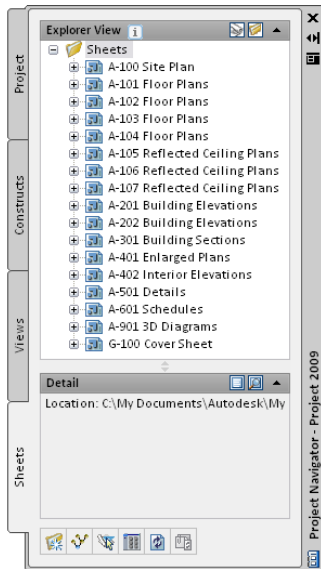 Explorer View
Sheets
A-100 Site Plan
A-101 Floor Plans
A-102 Floor Plans
A-103 Floor Plans
A-104 Floor Plans
A-105 Reflected Ceiling Plans
A-106 Reflected Ceiling Plans
A-107 Reflected Ceiling Plans
A-201 Building Elevations
A-202 Building Elevations
A-301 Building Sections
A-401 Enlarged Plans
A-402 Interior Elevations
A-501 Details
A-601 Schedules
A-901 3D Diagrams
G-100 Cover Sheet
Detail
Location: C:\My Documents\Autodesk\My
Project
Constructs
Views
Sheets
Project Navigator - Project 2009